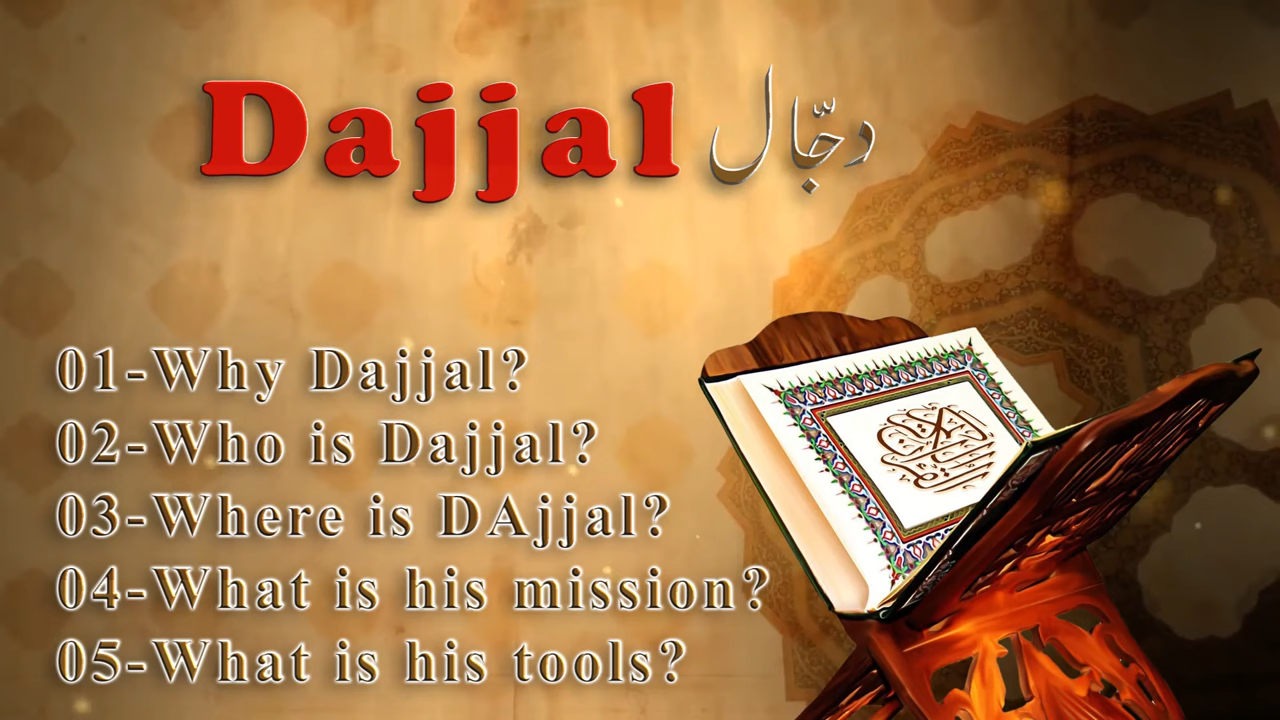 Dajjal دجّال
01-Why Dajjal?
02-Who is Dajjal?
03-Where is DAjjal?
04-What is his mission?
05-What is his tools?